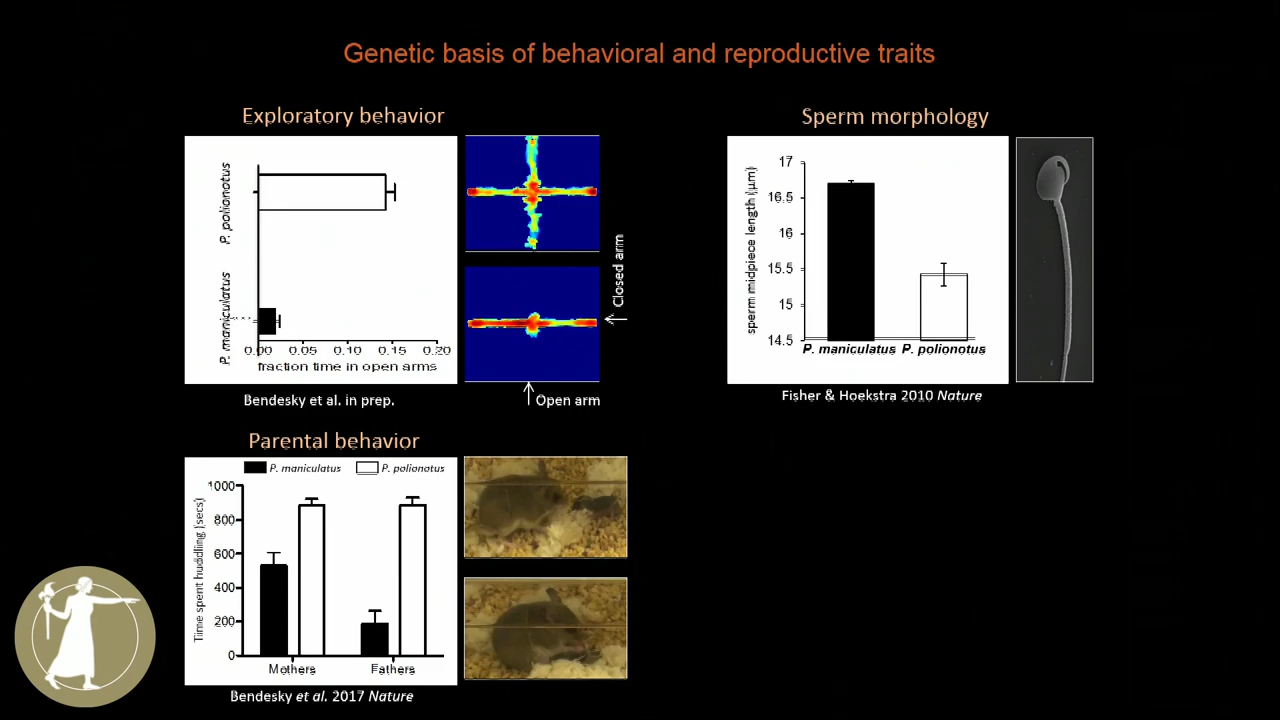 Genetic basis of behavioral and reproductive traits
Exploratory behavior
P. polionotus
P. maniculatus
0.00 0.05 0.10 0.15 0.20
fraction time in open arms
Closed arm
Open arm
Bendesky et al. in prep.
Sperm morphology
sperm midpiece length (μm)
17
16.5
16
15.5
15
14.5
P. maniculatus P. polionotus
Fisher & Hoekstra 2010 Nature
Parental behavior
P. maniculatus P. polionotus
Time spent huddling (secs)
1000
800
600
400
200
0
Mothers Fathers
Bendesky et al. 2017 Nature